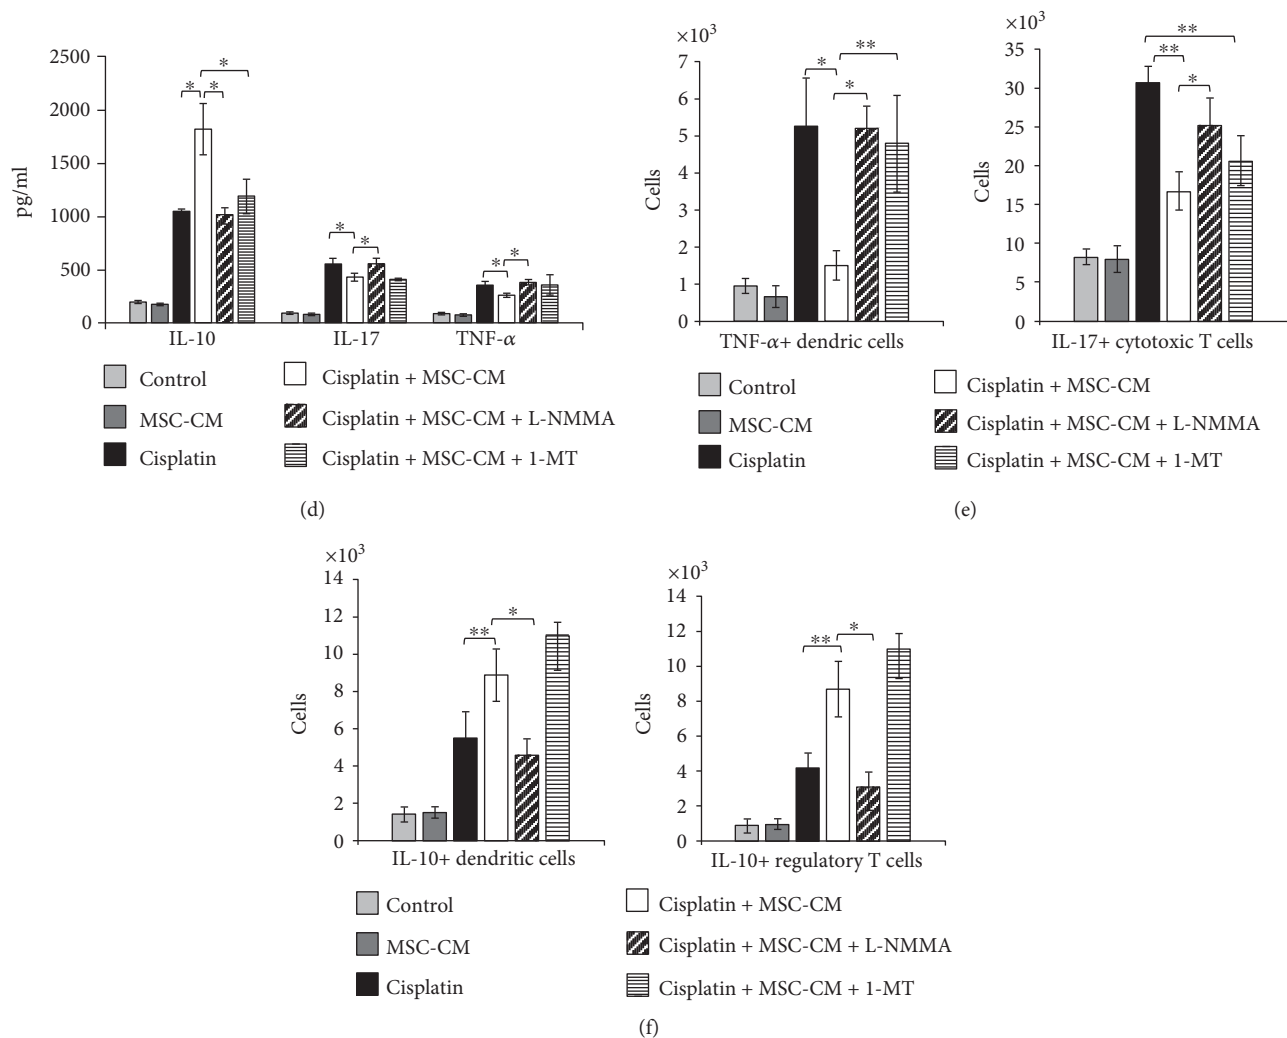 pg/ml
2500
2000
1500
1000
500
0
* * *
* *
* *
IL-10 IL-17 TNF-α
Control
MSC-CM
Cisplatin
Cisplatin + MSC-CM
Cisplatin + MSC-CM + L-NMMA
Cisplatin + MSC-CM + 1-MT
(d)
×10³
Cells
7
6
5
4
3
2
1
0
* ** *
TNF-α+ dendric cells
×10³
Cells
35
30
25
20
15
10
5
0
** ** *
IL-17+ cytotoxic T cells
Control
MSC-CM
Cisplatin
Cisplatin + MSC-CM
Cisplatin + MSC-CM + L-NMMA
Cisplatin + MSC-CM + 1-MT
(e)
×10³
Cells
14
12
10
8
6
4
2
0
** *
IL-10+ dendritic cells
×10³
Cells
14
12
10
8
6
4
2
0
** *
IL-10+ regulatory T cells
Control
MSC-CM
Cisplatin
Cisplatin + MSC-CM
Cisplatin + MSC-CM + L-NMMA
Cisplatin + MSC-CM + 1-MT
(f)